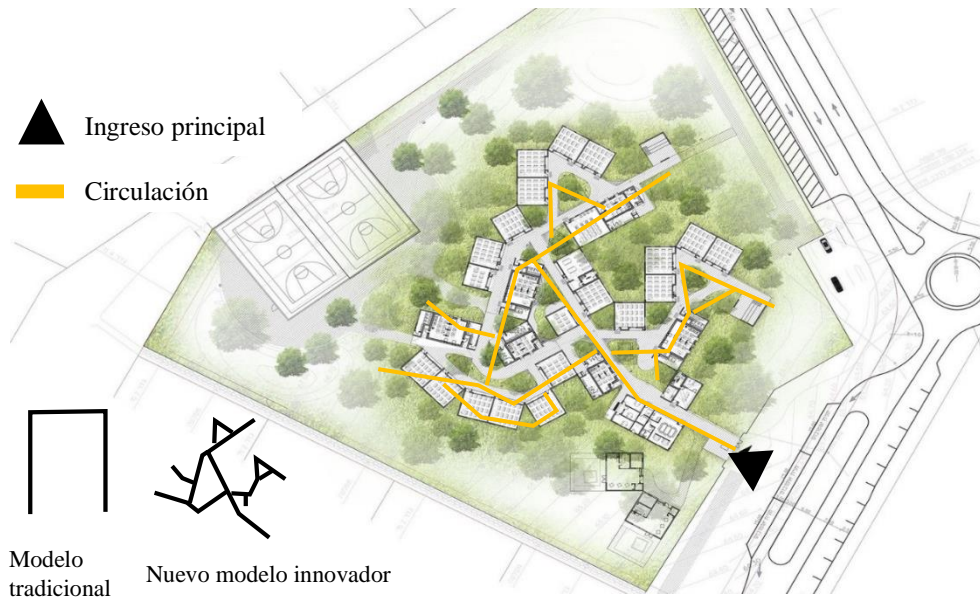 Ingreso principal
Circulación
Modelo
tradicional
Nuevo modelo innovador